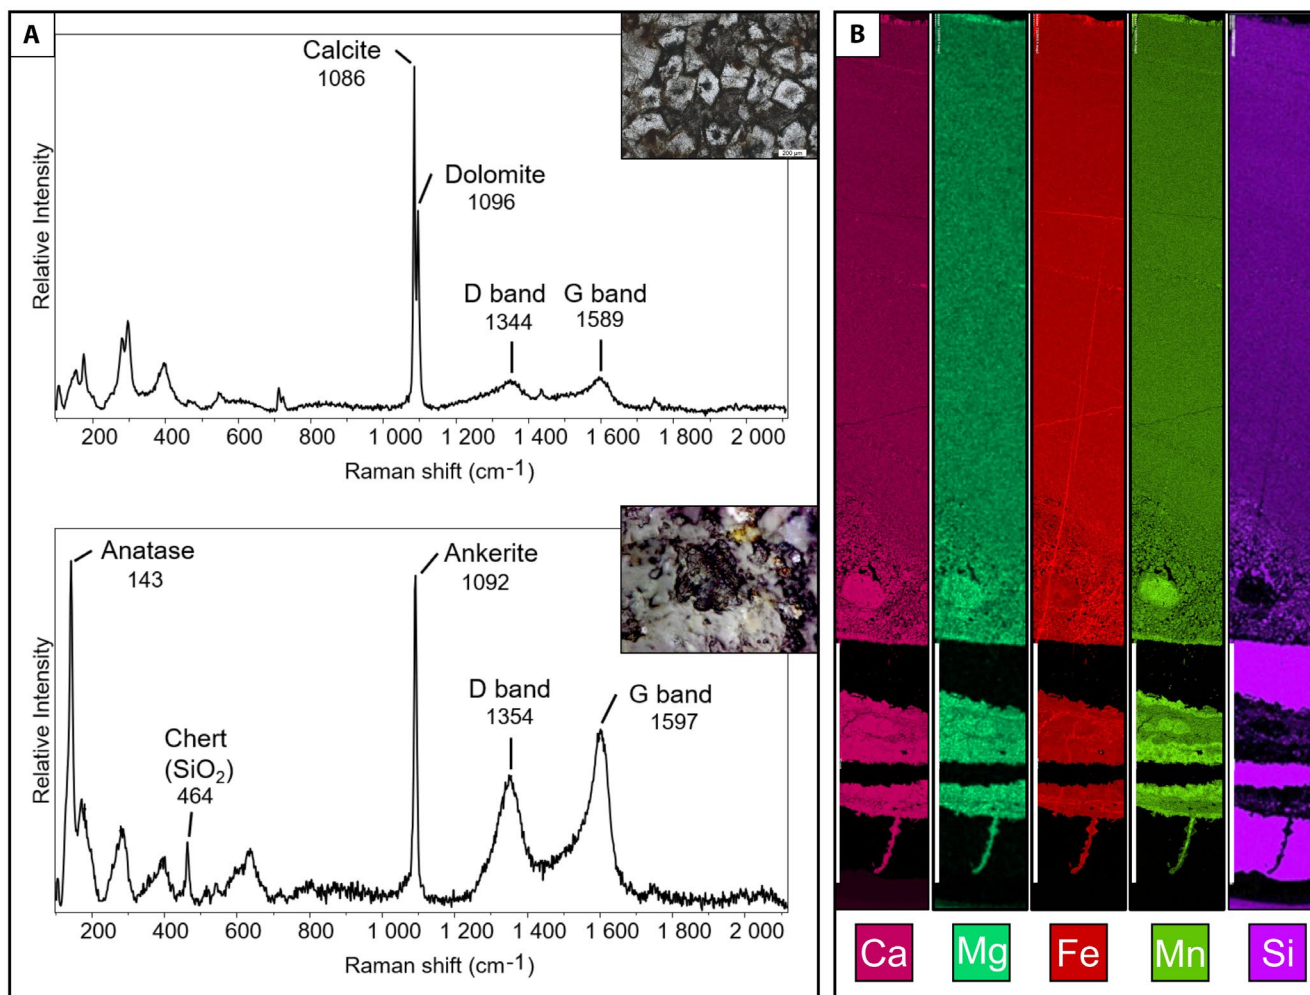 A
Calcite
1086
Dolomite
1096
D band
1344
G band
1589
Relative Intensity
200 µm
200
400
600
800
1 000
1 200
1 400
1 600
1 800
2 000
Raman shift (cm-1)
Anatase
143
Chert
(SiO2)
464
Ankerite
1092
D band
1354
G band
1597
Relative Intensity
200
400
600
800
1 000
1 200
1 400
1 600
1 800
2 000
Raman shift (cm-1)
B
Ca
Mg
Fe
Mn
Si